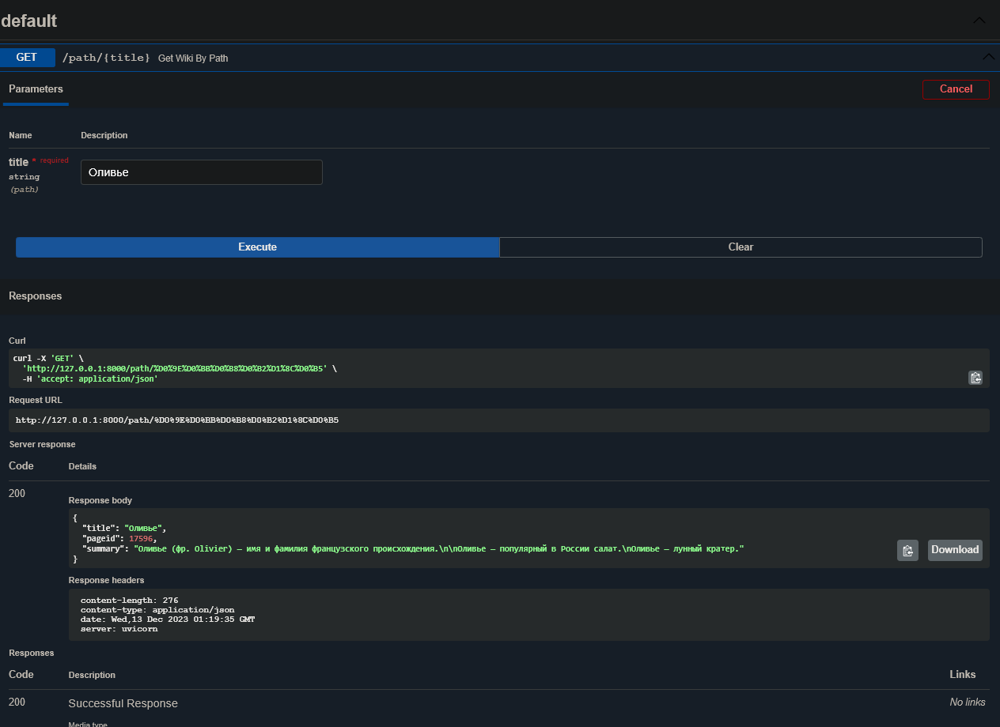 default
GET /path/{title} Get Wiki By Path
Parameters
Cancel
Name Description
title * required
string
(path)
Оливье
Execute Clear
Responses
Curl
curl -X 'GET' \
'http://127.0.0.1:8000/path/%D0%9E%D0%BB%D0%B8%D0%B2%D1%8C%D0%B5' \
-H 'accept: application/json'
Request URL
http://127.0.0.1:8000/path/%D0%9E%D0%BB%D0%B8%D0%B2%D1%8C%D0%B5
Server response
Code Details
200
Response body
{
"title": "Оливье",
"pageid": 17596,
"summary": "Оливье (фр. Olivier) — имя и фамилия французского происхождения.\n\nОливье — популярный в России салат.\nОливье — лунный кратер."
}
Download
Response headers
content-length: 276
content-type: application/json
date: Wed,13 Dec 2023 01:19:35 GMT
server: uvicorn
Responses
Code Description Links
200 Successful Response No links
Media type